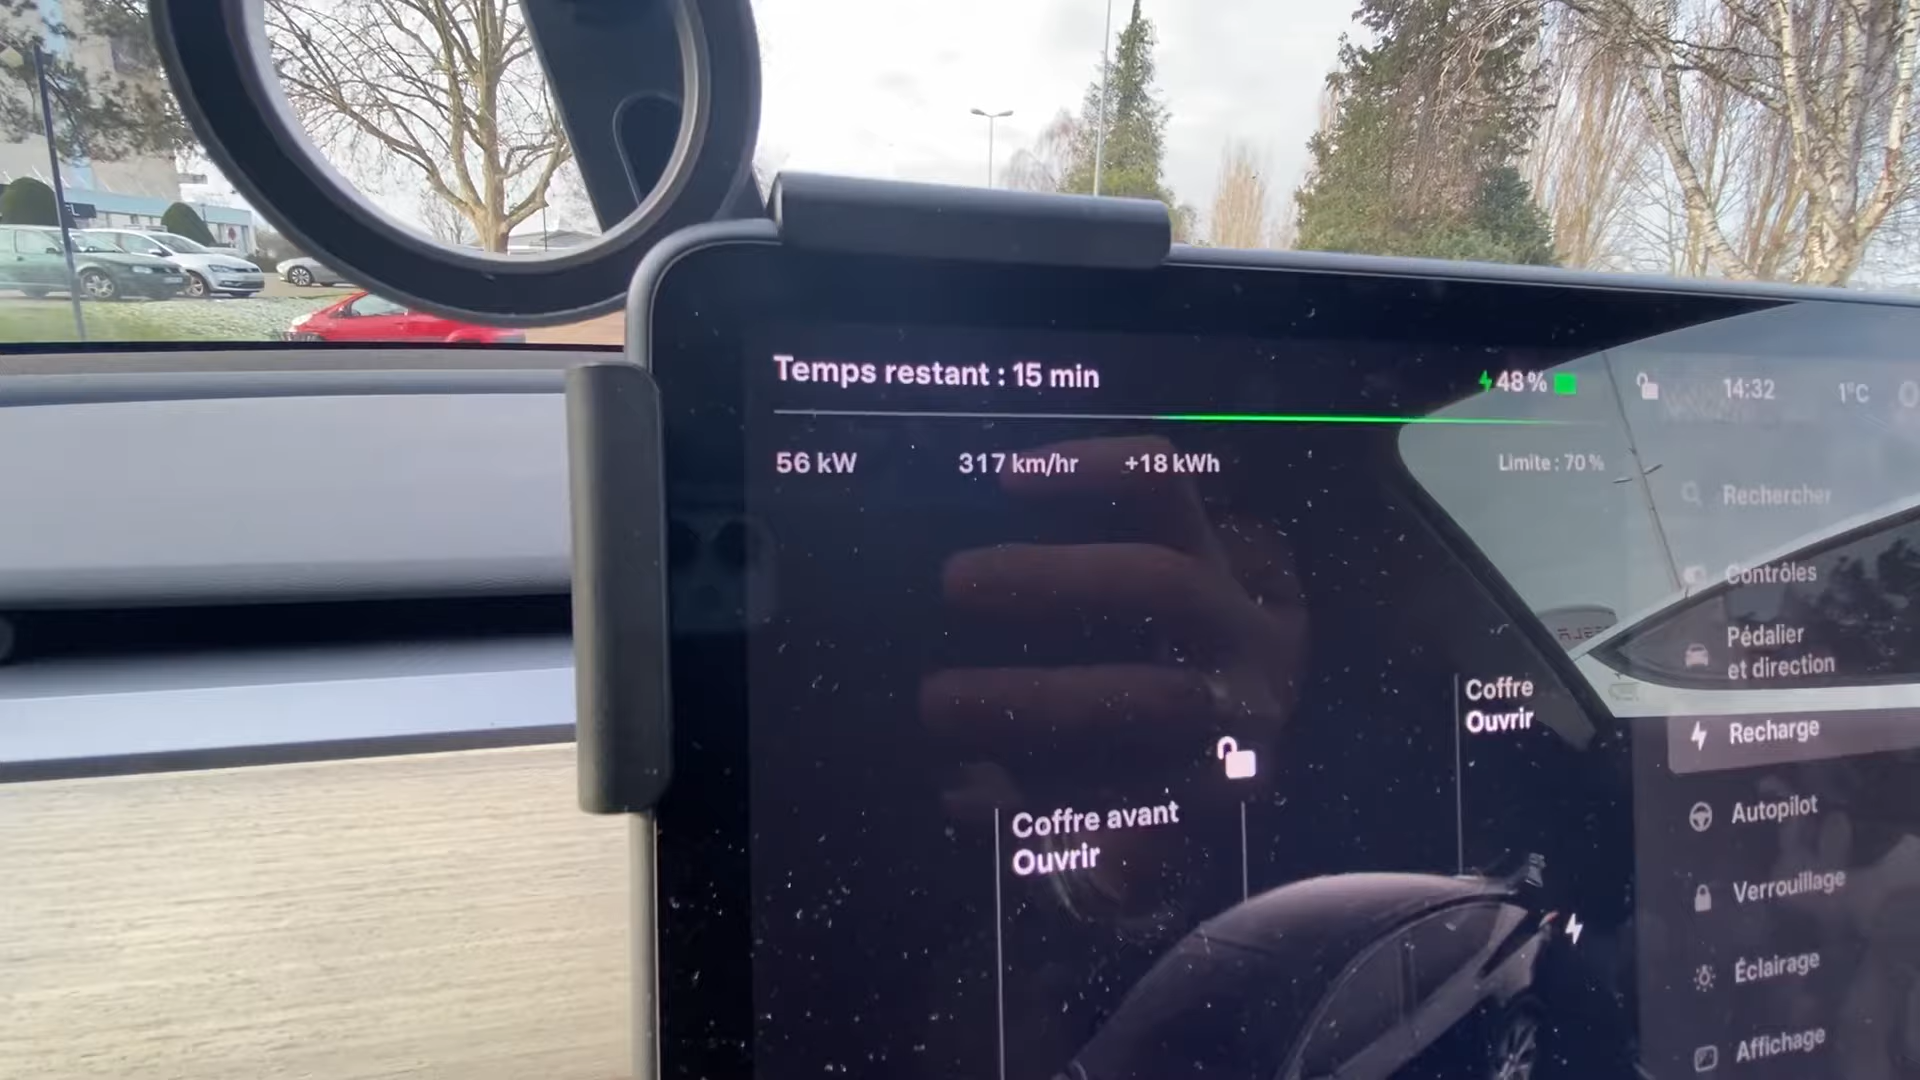 Temps restant : 15 min
48 %
14:32
1°C
56 kW
317 km/hr
+18 kWh
Limite : 70 %
Rechercher
Contrôles
Pédalier
et direction
Coffre
Ouvrir
Recharge
Coffre avant
Ouvrir
Autopilot
Verrouillage
Éclairage
Affichage